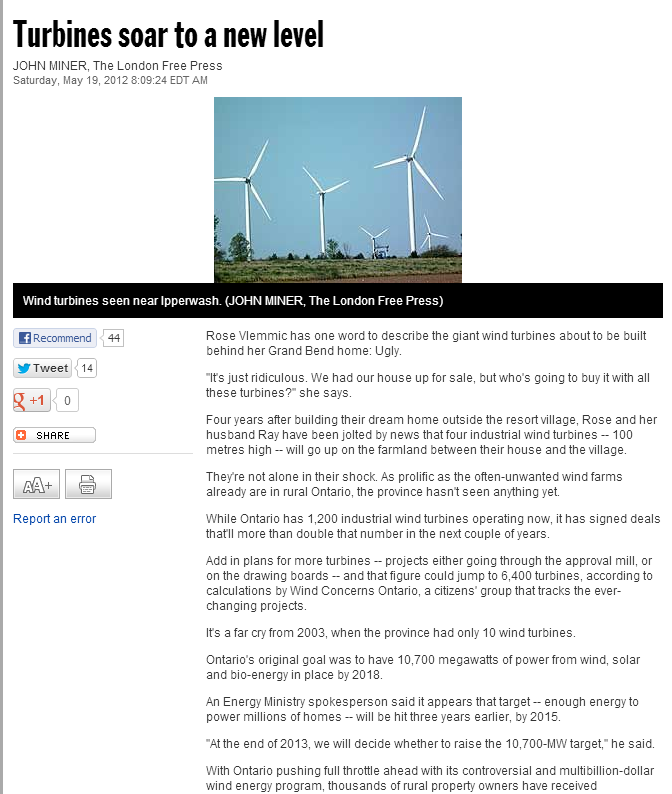 Turbines soar to a new level
JOHN MINER, The London Free Press
Saturday, May 19, 2012 8:09:24 EDT AM
Wind turbines seen near Ipperwash. (JOHN MINER, The London Free Press)
Recommend 44
Tweet 14
g +1 0
SHARE
AA+
Report an error
Rose Vlemmic has one word to describe the giant wind turbines about to be built
behind her Grand Bend home: Ugly.
"It's just ridiculous. We had our house up for sale, but who's going to buy it with all
these turbines?" she says.
Four years after building their dream home outside the resort village, Rose and her
husband Ray have been jolted by news that four industrial wind turbines -- 100
metres high -- will go up on the farmland between their house and the village.
They're not alone in their shock. As prolific as the often-unwanted wind farms
already are in rural Ontario, the province hasn't seen anything yet.
While Ontario has 1,200 industrial wind turbines operating now, it has signed deals
that'll more than double that number in the next couple of years.
Add in plans for more turbines -- projects either going through the approval mill, or
on the drawing boards -- and that figure could jump to 6,400 turbines, according to
calculations by Wind Concerns Ontario, a citizens' group that tracks the ever-
changing projects.
It's a far cry from 2003, when the province had only 10 wind turbines.
Ontario's original goal was to have 10,700 megawatts of power from wind, solar
and bio-energy in place by 2018.
An Energy Ministry spokesperson said it appears that target -- enough energy to
power millions of homes -- will be hit three years earlier, by 2015.
"At the end of 2013, we will decide whether to raise the 10,700-MW target," he said.
With Ontario pushing full throttle ahead with its controversial and multibillion-dollar
wind energy program, thousands of rural property owners have received